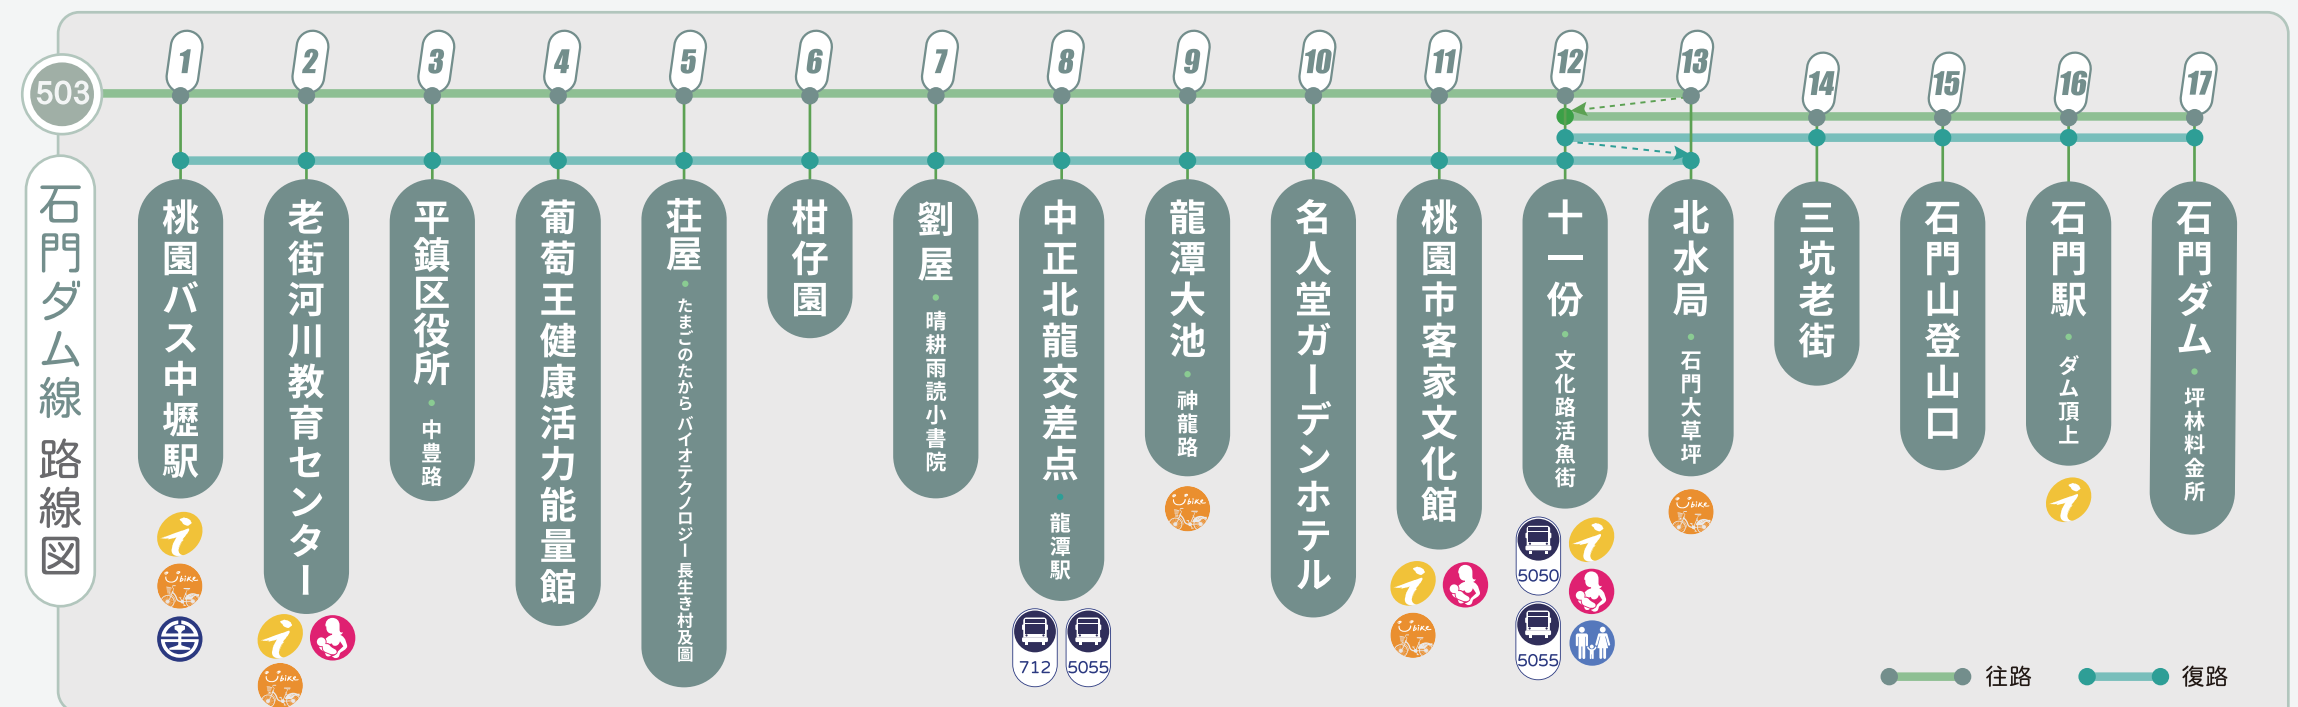 503
石門ダム線 路線図
1
桃園バス中壢駅
2
老街河川教育センター
3
平鎮区役所・中豊路
4
葡萄王健康活力能量館
5
荘屋・たまごのたから バイオテクノロジー 長生き村及圖
6
柑仔園
7
劉屋・晴耕雨読小書院
8
中正北龍交差点・龍潭駅
9
龍潭大池・神龍路
10
名人堂ガーデンホテル
11
桃園市客家文化館
12
十一份・文化路活魚街
13
北水局・石門大草坪
14
三坑老街
15
石門山登山口
16
石門駅・ダム頂上
17
石門ダム・坪林料金所
Ubike
Ubike
712
5055
Ubike
Ubike
5050
5055
Ubike
往路
復路